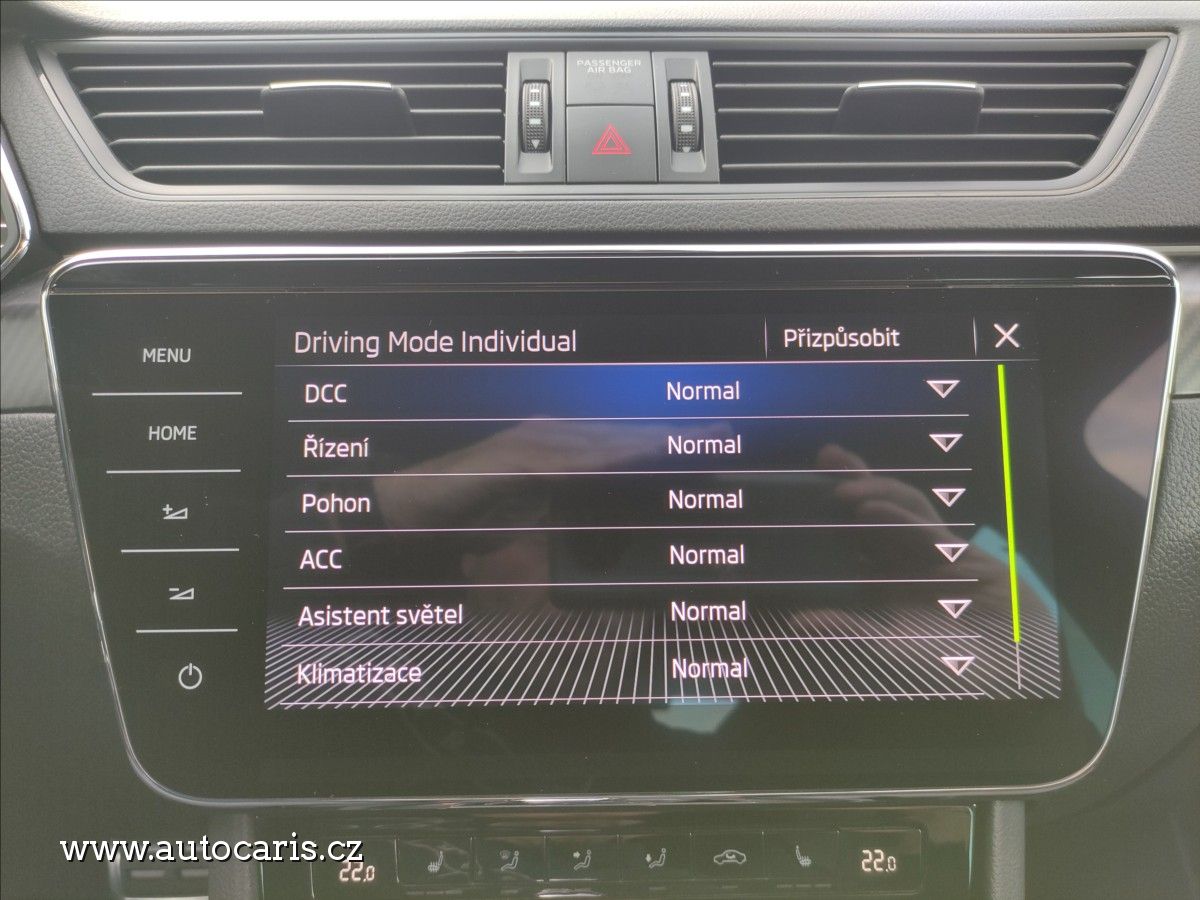 PASSENGER
AIR BAG
Driving Mode Individual
Přizpůsobit
MENU
DCC Normal
HOME
Řízení Normal
Pohon Normal
ACC Normal
Asistent světel Normal
Klimatizace Normal
www.autocaris.cz
22.0
22.0